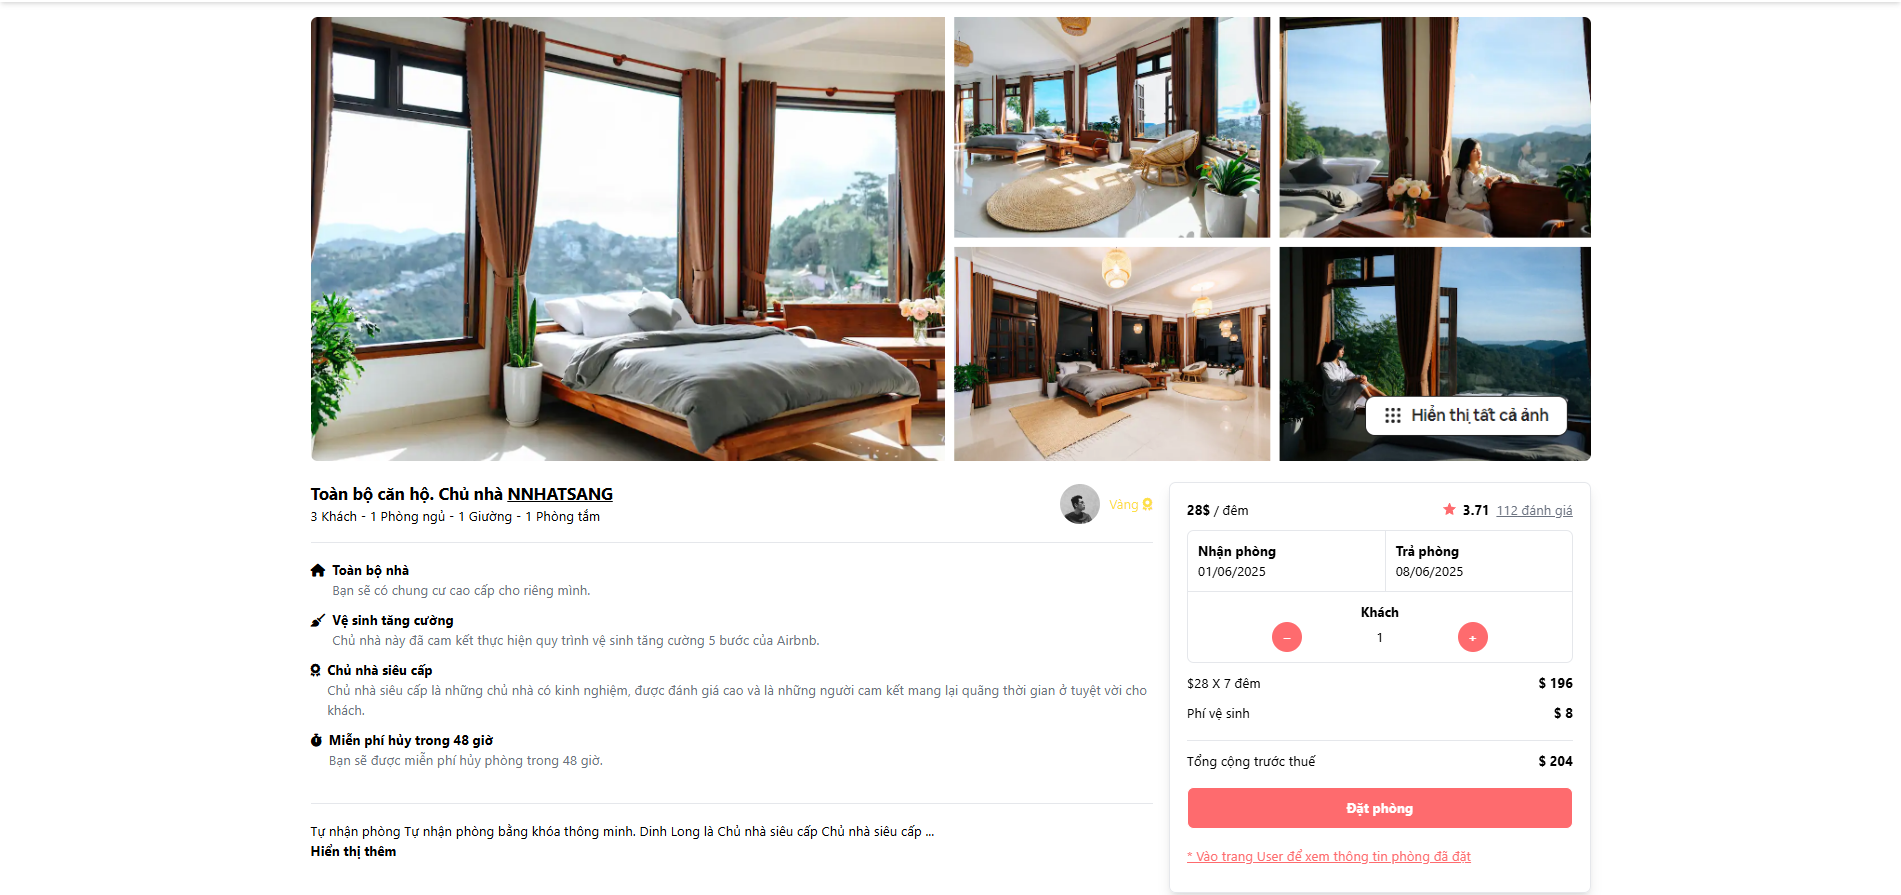 Hiển thị tất cả ảnh
Toàn bộ căn hộ. Chủ nhà NNHATSANG
3 Khách - 1 Phòng ngủ - 1 Giường - 1 Phòng tắm
Vàng
Toàn bộ nhà
Bạn sẽ có chung cư cao cấp cho riêng mình.
Vệ sinh tăng cường
Chủ nhà này đã cam kết thực hiện quy trình vệ sinh tăng cường 5 bước của Airbnb.
Chủ nhà siêu cấp
Chủ nhà siêu cấp là những chủ nhà có kinh nghiệm, được đánh giá cao và là những người cam kết mang lại quãng thời gian ở tuyệt vời cho
khách.
Miễn phí hủy trong 48 giờ
Bạn sẽ được miễn phí hủy phòng trong 48 giờ.
Tự nhận phòng Tự nhận phòng bằng khóa thông minh. Dinh Long là Chủ nhà siêu cấp Chủ nhà siêu cấp ...
Hiển thị thêm
28$ / đêm
3.71 112 đánh giá
Nhận phòng
01/06/2025
Trả phòng
08/06/2025
Khách
– 1 +
$28 X 7 đêm $ 196
Phí vệ sinh $ 8
Tổng cộng trước thuế $ 204
Đặt phòng
* Vào trang User để xem thông tin phòng đã đặt